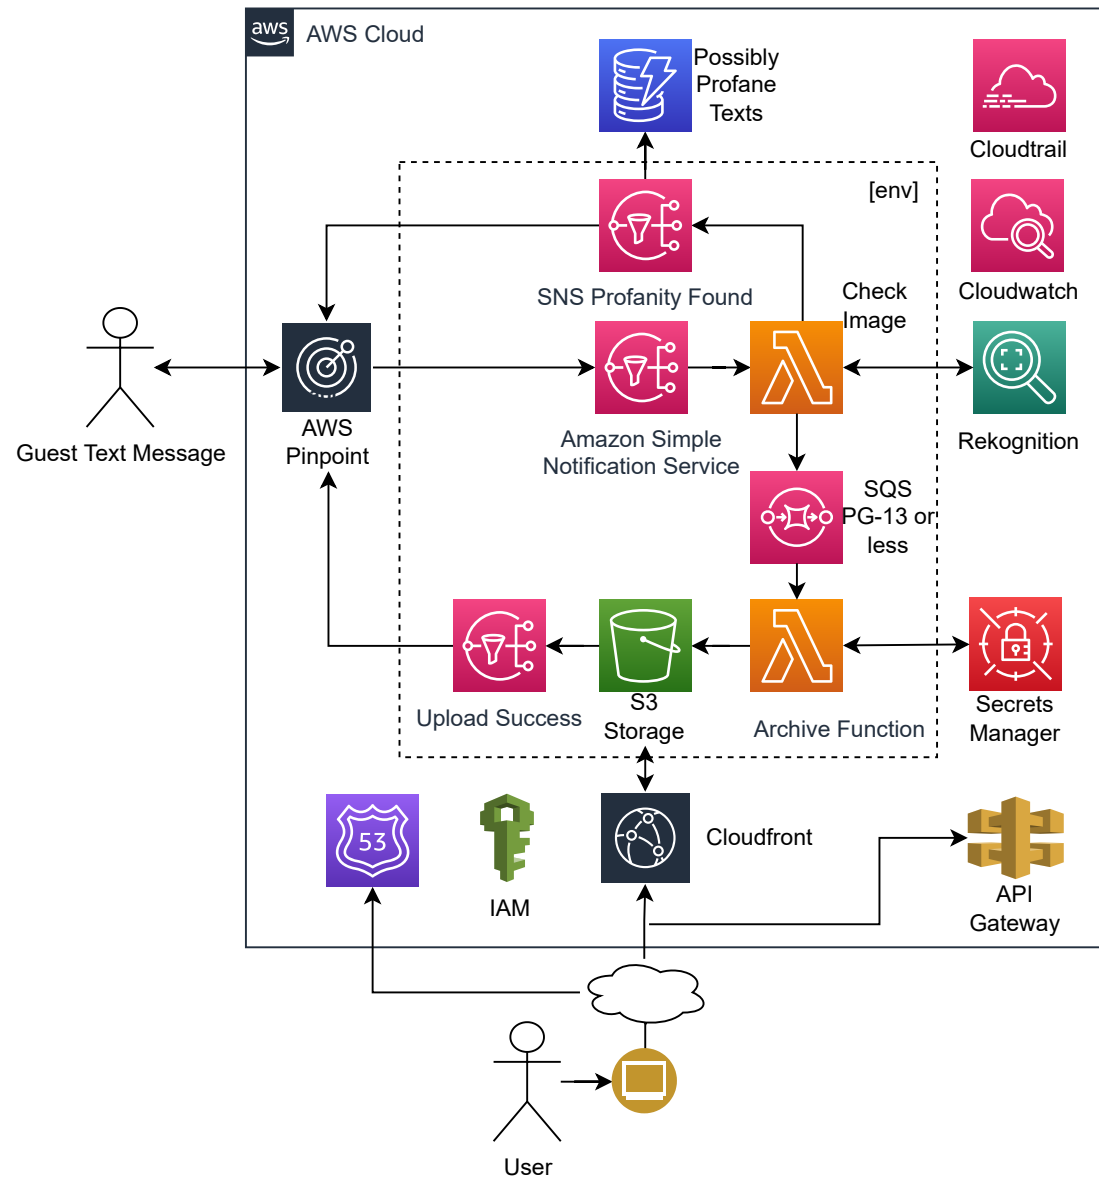 aws
AWS Cloud
Possibly
Profane
Texts
Cloudtrail
[env]
SNS Profanity Found
Check
Image
Cloudwatch
Guest Text Message
AWS
Pinpoint
Amazon Simple
Notification Service
Rekognition
SQS
PG-13 or
less
Upload Success
S3
Storage
Archive Function
Secrets
Manager
53
IAM
Cloudfront
API
Gateway
User